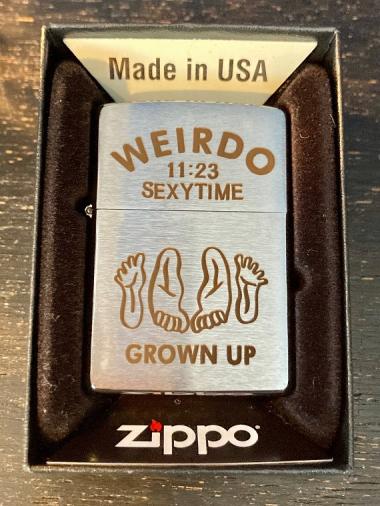 Made in USA
WEIRDO
11:23
SEXYTIME
GROWN UP
zippo